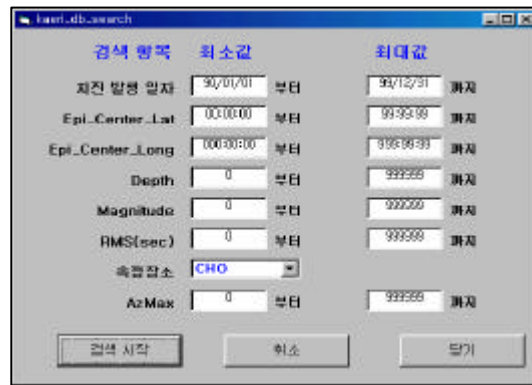 kaeri_db_search
검색 항목 최소값 최대값
지진 발생 일자 90/01/01 부터 99/12/31 까지
Epi_Center_Lat 00:00:00 부터 99:99:99 까지
Epi_Center_Long 000:00:00 부터 999:99:99 까지
Depth 0 부터 999999 까지
Magnitude 0 부터 999999 까지
RMS(sec) 0 부터 999999 까지
측정장소 CHO
AzMax 0 부터 999999 까지
검색 시작 취소 닫기